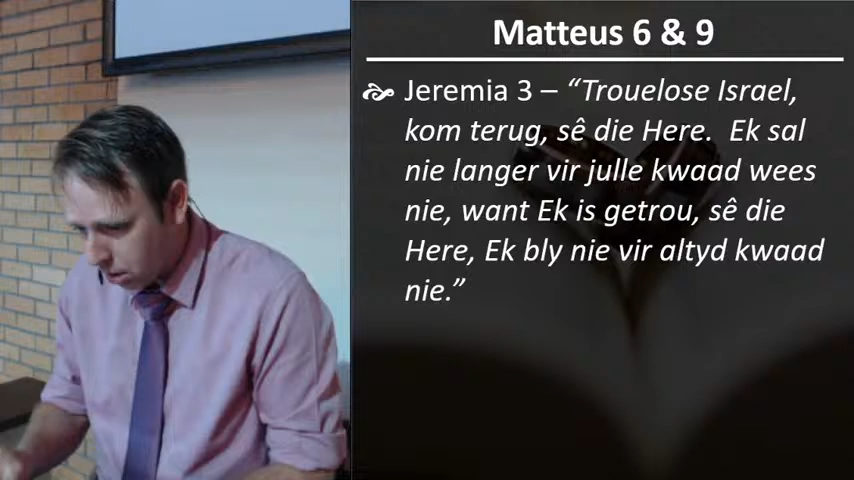 Matteus 6 & 9
Jeremia 3 – “Trouelose Israel,
kom terug, sê die Here.  Ek sal
nie langer vir julle kwaad wees
nie, want Ek is getrou, sê die
Here, Ek bly nie vir altyd kwaad
nie.”